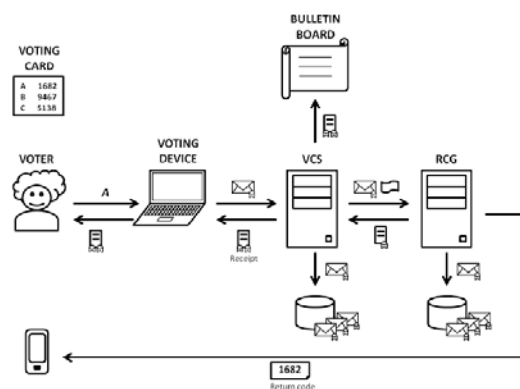 BULLETIN
BOARD
VOTING
CARD
A 1682
B 9467
C 5138
VOTER
VOTING
DEVICE
VCS
RCG
A
Receipt
1682
Return code